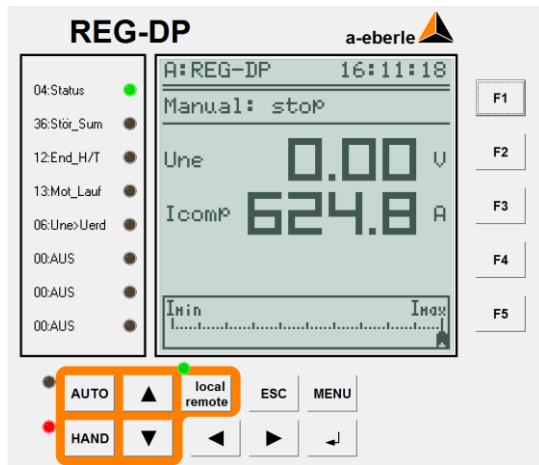 REG-DP
a-eberle
04:Status
36:Stör_Sum
12:End_H/T
13:Mot_Lauf
06:Une>Uerd
00:AUS
00:AUS
00:AUS
A:REG-DP 16:11:18
Manual: stop
Une 0.00 V
Icomp 624.8 A
Imin Imax
F1
F2
F3
F4
F5
AUTO ▲ local remote ESC MENU
HAND ▼ ◀ ▶ ↲